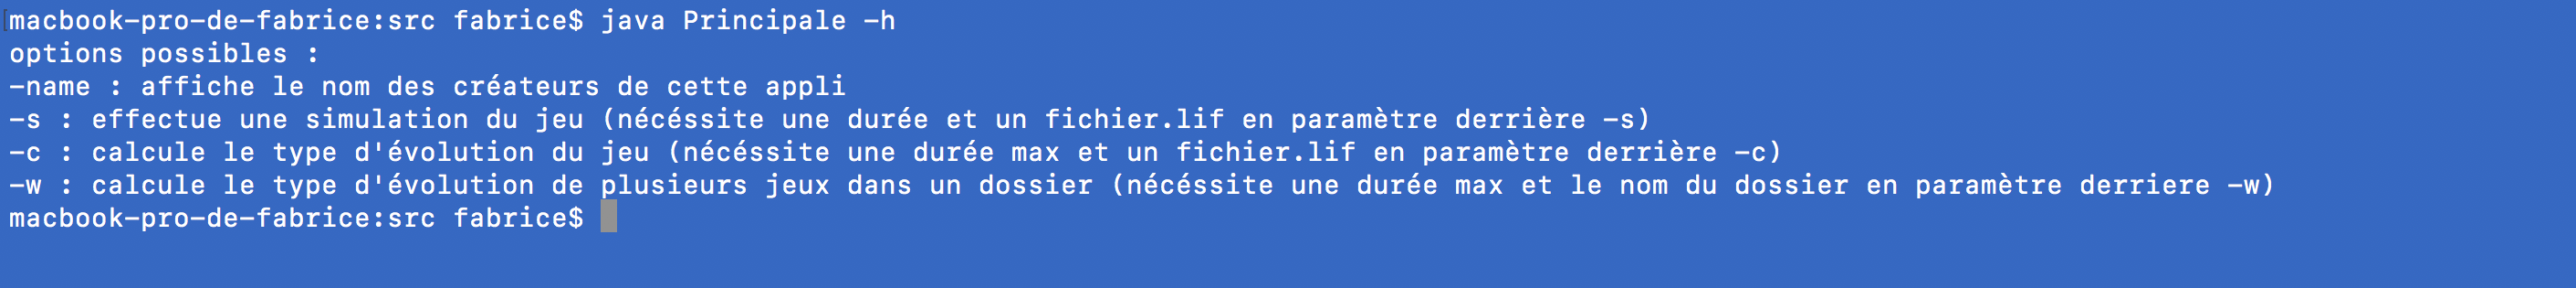 macbook-pro-de-fabrice:src fabrice$ java Principale -h
options possibles :
-name : affiche le nom des créateurs de cette appli
-s : effectue une simulation du jeu (nécéssite une durée et un fichier.lif en paramètre derrière -s)
-c : calcule le type d'évolution du jeu (nécéssite une durée max et un fichier.lif en paramètre derrière -c)
-w : calcule le type d'évolution de plusieurs jeux dans un dossier (nécéssite une durée max et le nom du dossier en paramètre derriere -w)
macbook-pro-de-fabrice:src fabrice$